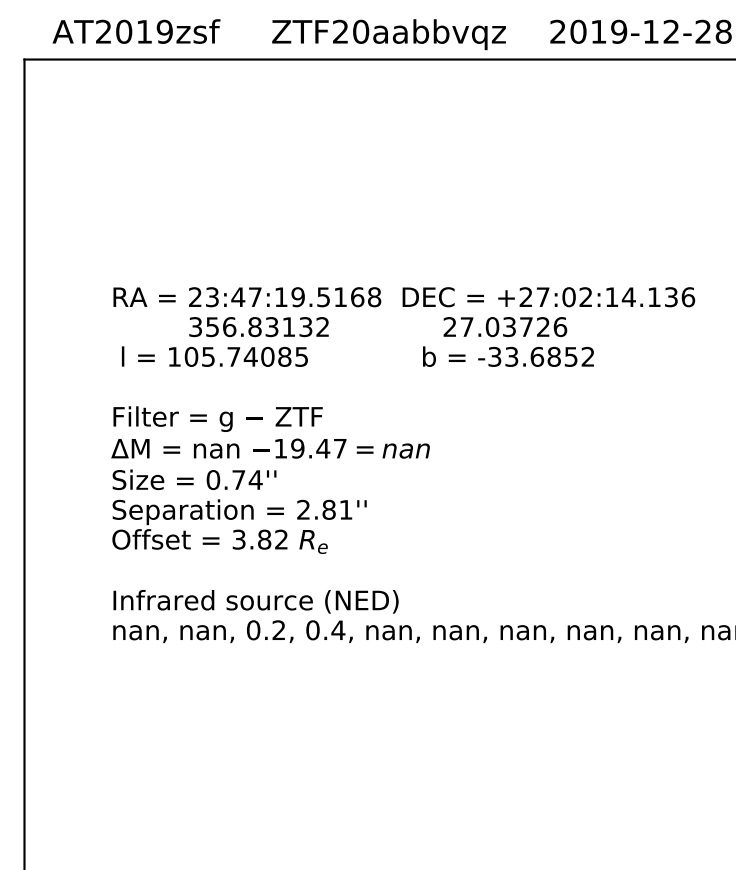 AT2019zsf ZTF20aabbvqz 2019-12-28
RA = 23:47:19.5168 DEC = +27:02:14.136
356.83132 27.03726
l = 105.74085 b = -33.6852
Filter = g − ZTF
ΔM = nan −19.47 = nan
Size = 0.74''
Separation = 2.81''
Offset = 3.82 Re
Infrared source (NED)
nan, nan, 0.2, 0.4, nan, nan, nan, nan, nan,